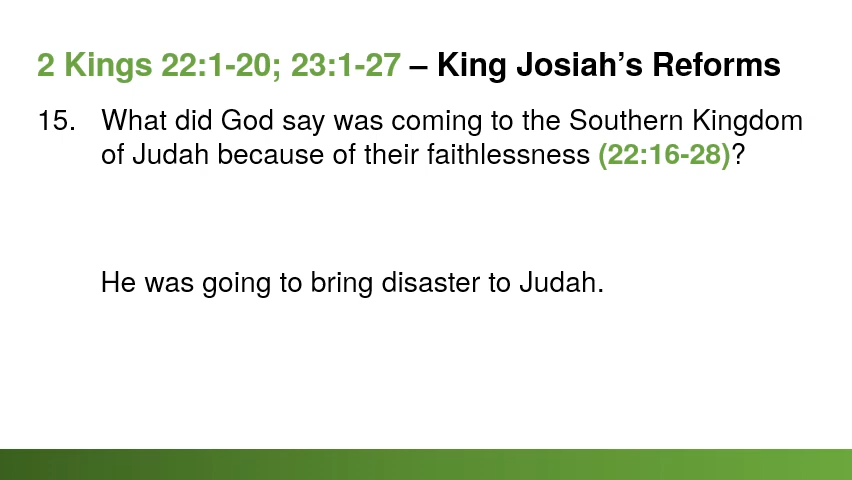 2 Kings 22:1-20; 23:1-27 – King Josiah’s Reforms
15. What did God say was coming to the Southern Kingdom
of Judah because of their faithlessness (22:16-28)?
He was going to bring disaster to Judah.